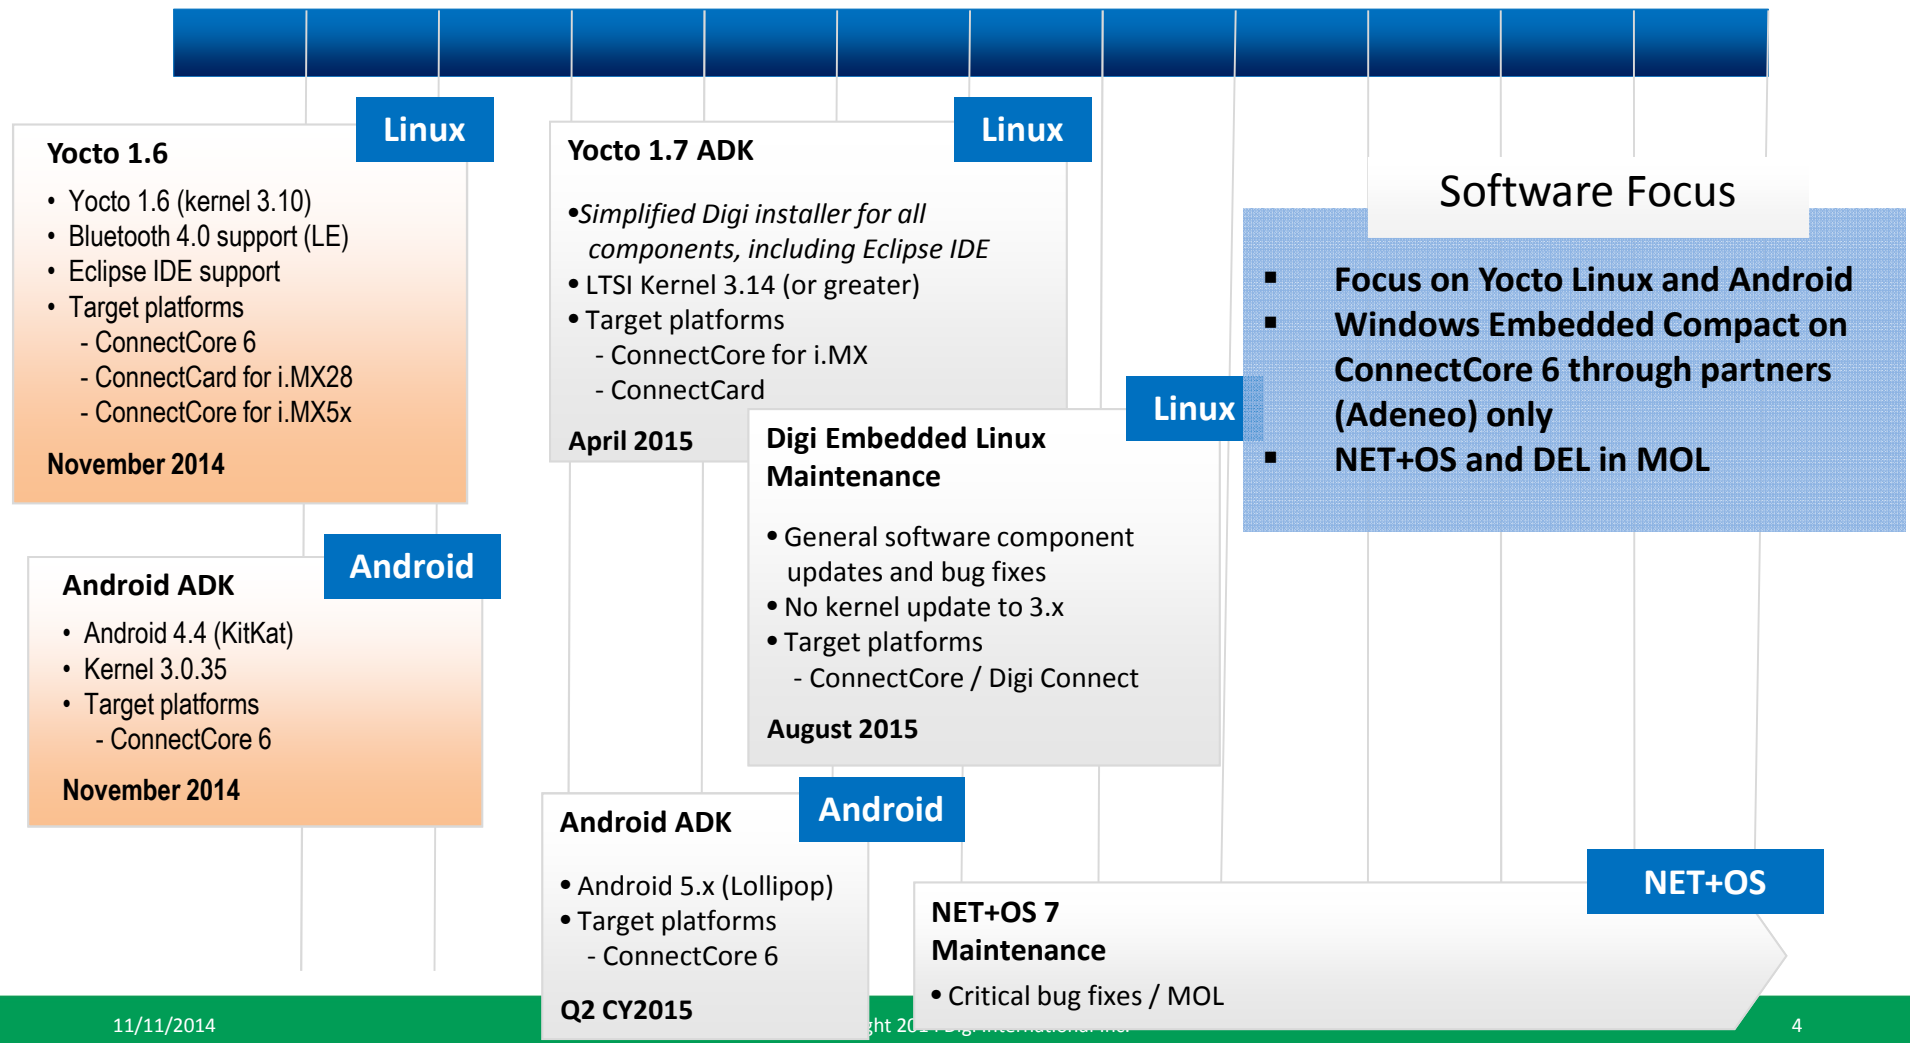 Linux
Yocto 1.6
• Yocto 1.6 (kernel 3.10)
• Bluetooth 4.0 support (LE)
• Eclipse IDE support
• Target platforms
- ConnectCore 6
- ConnectCard for i.MX28
- ConnectCore for i.MX5x
November 2014
Android
Android ADK
• Android 4.4 (KitKat)
• Kernel 3.0.35
• Target platforms
- ConnectCore 6
November 2014
Linux
Yocto 1.7 ADK
•Simplified Digi installer for all
components, including Eclipse IDE
• LTSI Kernel 3.14 (or greater)
• Target platforms
- ConnectCore for i.MX
- ConnectCard
April 2015
Linux
Digi Embedded Linux
Maintenance
• General software component
updates and bug fixes
• No kernel update to 3.x
• Target platforms
- ConnectCore / Digi Connect
August 2015
Android
Android ADK
• Android 5.x (Lollipop)
• Target platforms
- ConnectCore 6
Q2 CY2015
Software Focus
▪ Focus on Yocto Linux and Android
▪ Windows Embedded Compact on
ConnectCore 6 through partners
(Adeneo) only
▪ NET+OS and DEL in MOL
NET+OS
NET+OS 7
Maintenance
• Critical bug fixes / MOL
11/11/2014
4